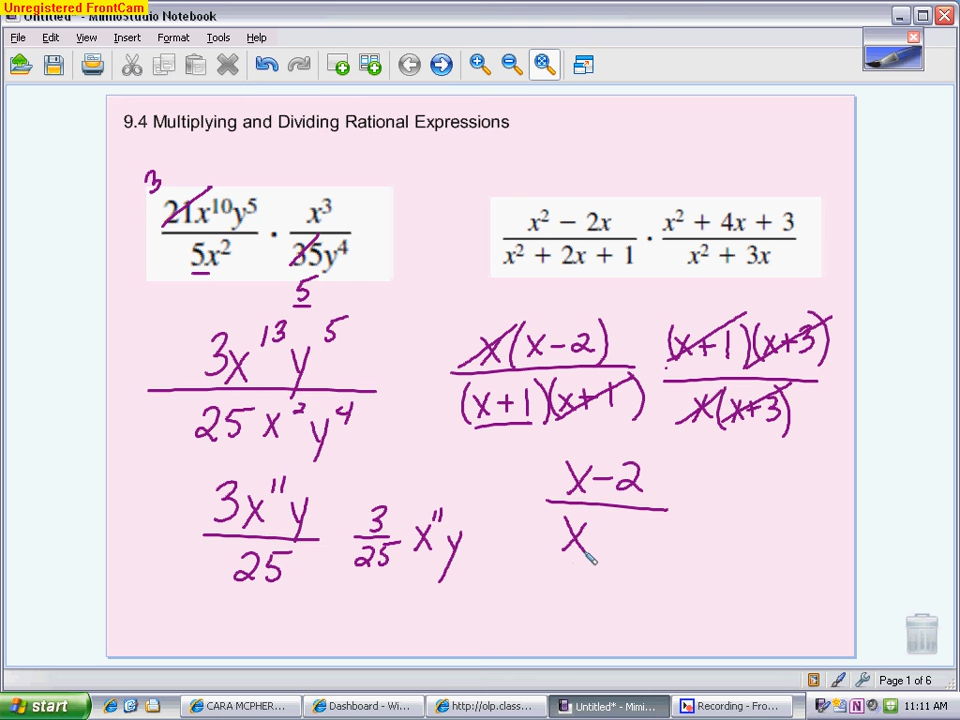 Unregistered FrontCam
Untitled* - MimioStudio Notebook
File Edit View Insert Format Tools Help
9.4 Multiplying and Dividing Rational Expressions
3
21x¹⁰y⁵ / 5x² · x³ / 35y⁴
5
x² − 2x / x² + 2x + 1 · x² + 4x + 3 / x² + 3x
3x¹³y⁵
25x²y⁴
x(x-2) (x+1)(x+3)
(x+1)(x+1) x(x+3)
3x¹¹y / 25
3/25 x¹¹y
x-2
x
Page 1 of 6
start
CARA MCPHER...
Dashboard - Wi...
http://olp.class...
Untitled* - Mimi...
Recording - Fro...
11:11 AM